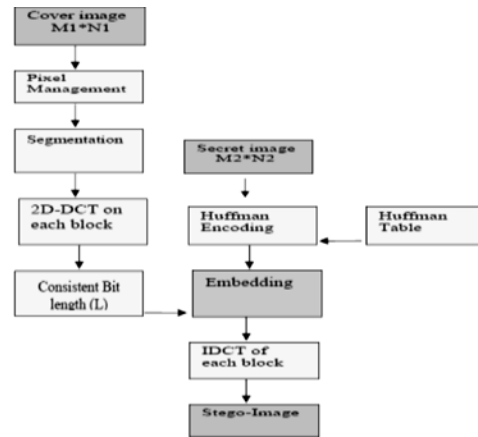 Cover image
M1*N1
Pixel
Management
Segmentation
Secret image
M2*N2
2D-DCT on
each block
Huffman
Encoding
Huffman
Table
Consistent Bit
length (L)
Embedding
IDCT of
each block
Stego-Image